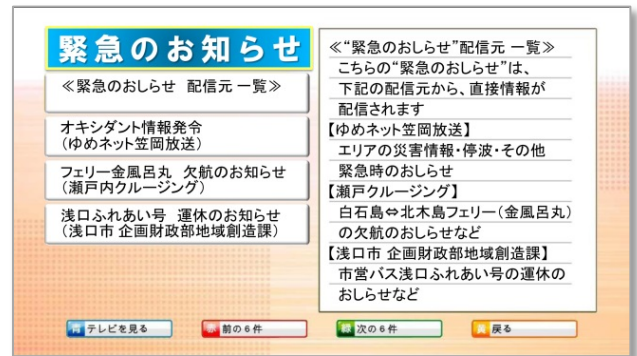 緊急のお知らせ
≪緊急のおしらせ 配信元一覧≫
オキシダント情報発令
（ゆめネット笠岡放送）
フェリー金風呂丸 欠航のお知らせ
（瀬戸内クルージング）
浅口ふれあい号 運休のお知らせ
（浅口市 企画財政部地域創造課）
≪“緊急のおしらせ”配信元 一覧≫
こちらの“緊急のおしらせ”は、
下記の配信元から、直接情報が
配信されます
【ゆめネット笠岡放送】
エリアの災害情報・停波・その他
緊急時のおしらせ
【瀬戸クルージング】
白石島⇔北木島フェリー（金風呂丸）
の欠航のおしらせなど
【浅口市 企画財政部地域創造課】
市営バス浅口ふれあい号の運休の
おしらせなど
青 テレビを見る
赤 前の6件
緑 次の6件
黄 戻る